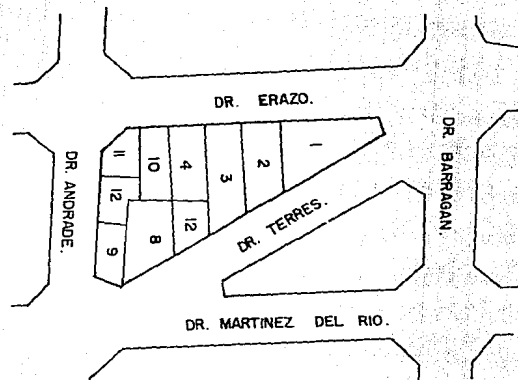 DR. ERAZO.
DR. ANDRADE.
DR. BARRAGAN.
11
10
4
3
2
1
12
12
9
8
DR. TERRES.
DR. MARTINEZ DEL RIO.